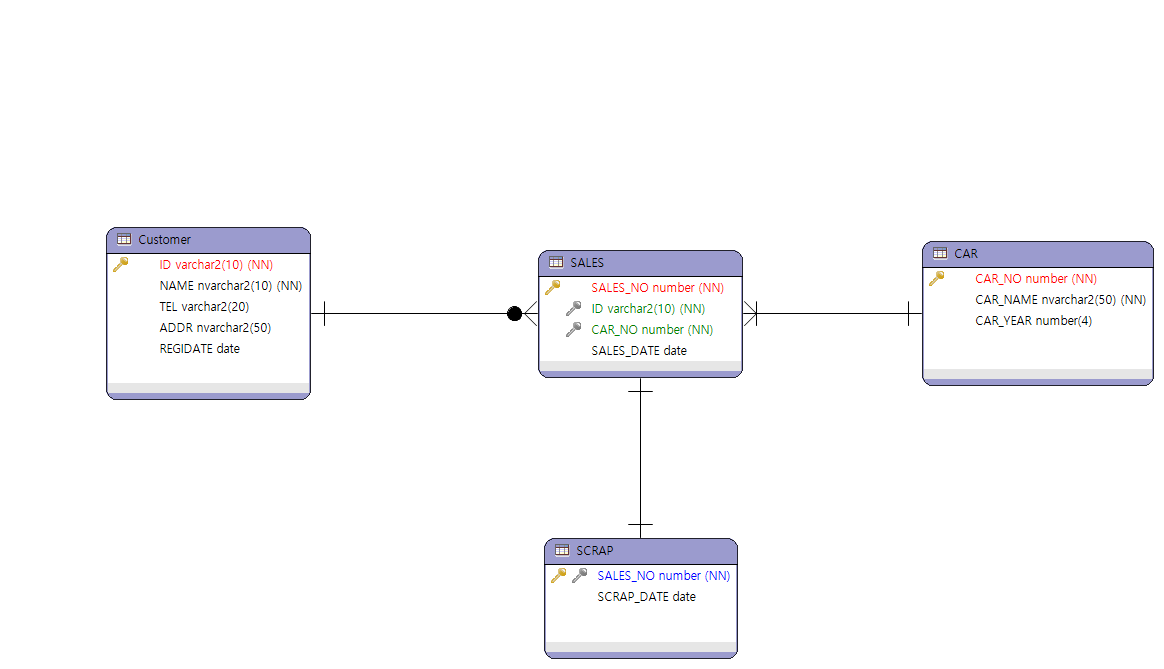 Customer
ID varchar2(10) (NN)
NAME nvarchar2(10) (NN)
TEL varchar2(20)
ADDR nvarchar2(50)
REGIDATE date
SALES
SALES_NO number (NN)
ID varchar2(10) (NN)
CAR_NO number (NN)
SALES_DATE date
CAR
CAR_NO number (NN)
CAR_NAME nvarchar2(50) (NN)
CAR_YEAR number(4)
SCRAP
SALES_NO number (NN)
SCRAP_DATE date